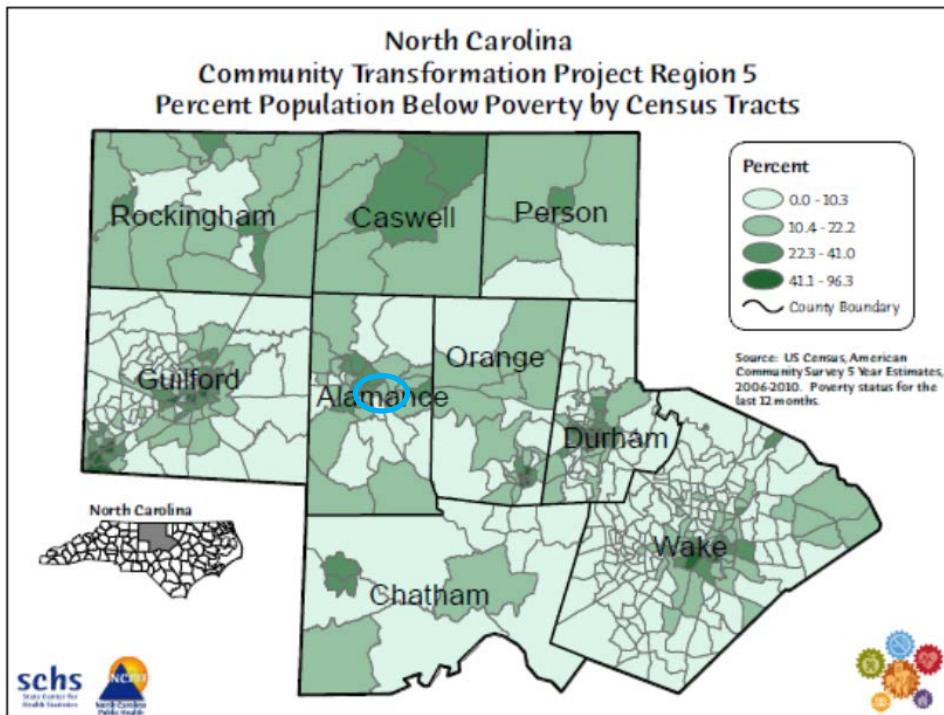 North Carolina
Community Transformation Project Region 5
Percent Population Below Poverty by Census Tracts
Rockingham
Caswell
Person
Percent
0.0 - 10.3
10.4 - 22.2
22.3 - 41.0
41.1 - 96.3
County Boundary
Guilford
Alamance
Orange
Durham
Source: US Census, American
Community Survey 5 Year Estimates,
2006-2010. Poverty status for the
last 12 months.
North Carolina
Wake
Chatham
schs
State Center for
Health Statistics
North Carolina
Public Health